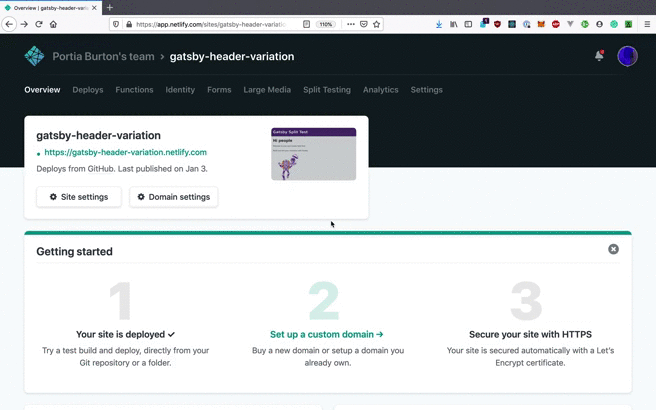 Overview | gatsby-header-varia
https://app.netlify.com/sites/gatsby-header-variati
110%
Portia Burton's team > gatsby-header-variation
Overview Deploys Functions Identity Forms Large Media Split Testing Analytics Settings
gatsby-header-variation
https://gatsby-header-variation.netlify.com
Deploys from GitHub. Last published on Jan 3.
Site settings Domain settings
Gatsby Split Test
Hi people
Getting started
1 2 3
Your site is deployed ✓ Set up a custom domain → Secure your site with HTTPS
Try a test build and deploy, directly from your Buy a new domain or setup a domain you Your site is secured automatically with a Let's
Git repository or a folder. already own. Encrypt certificate.